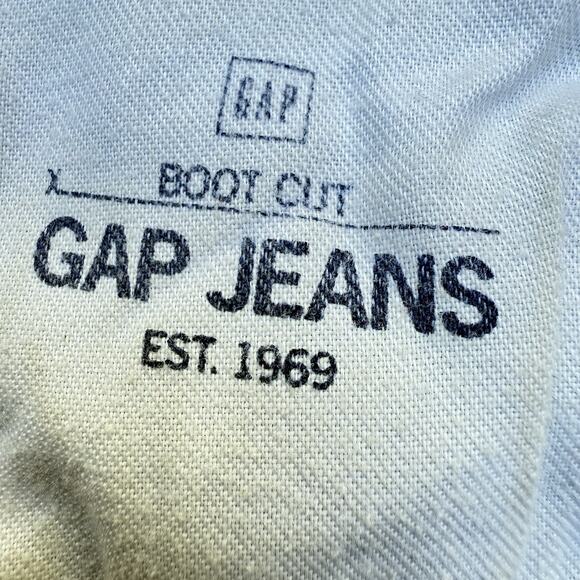 GAP
BOOT CUT
X
GAP JEANS
EST. 1969